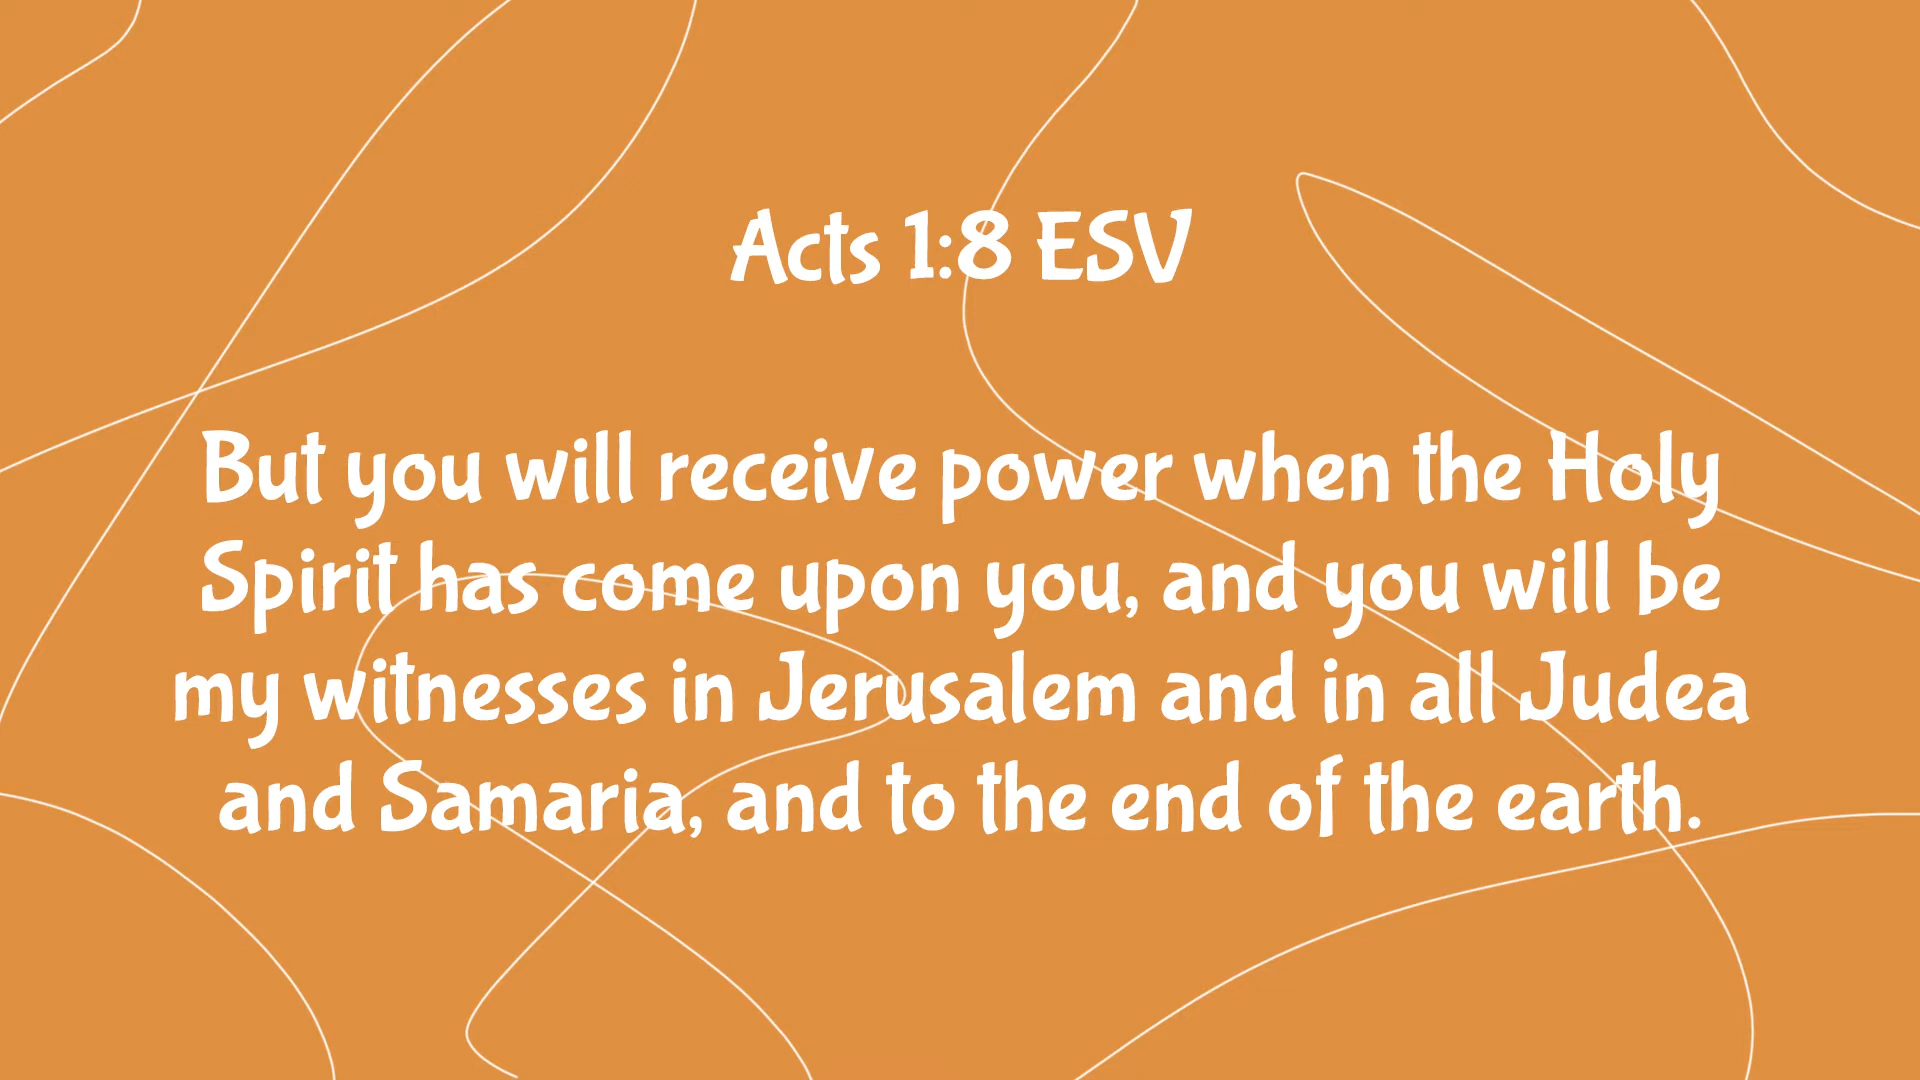 Acts 1:8 ESV
But you will receive power when the Holy
Spirit has come upon you, and you will be
my witnesses in Jerusalem and in all Judea
and Samaria, and to the end of the earth.